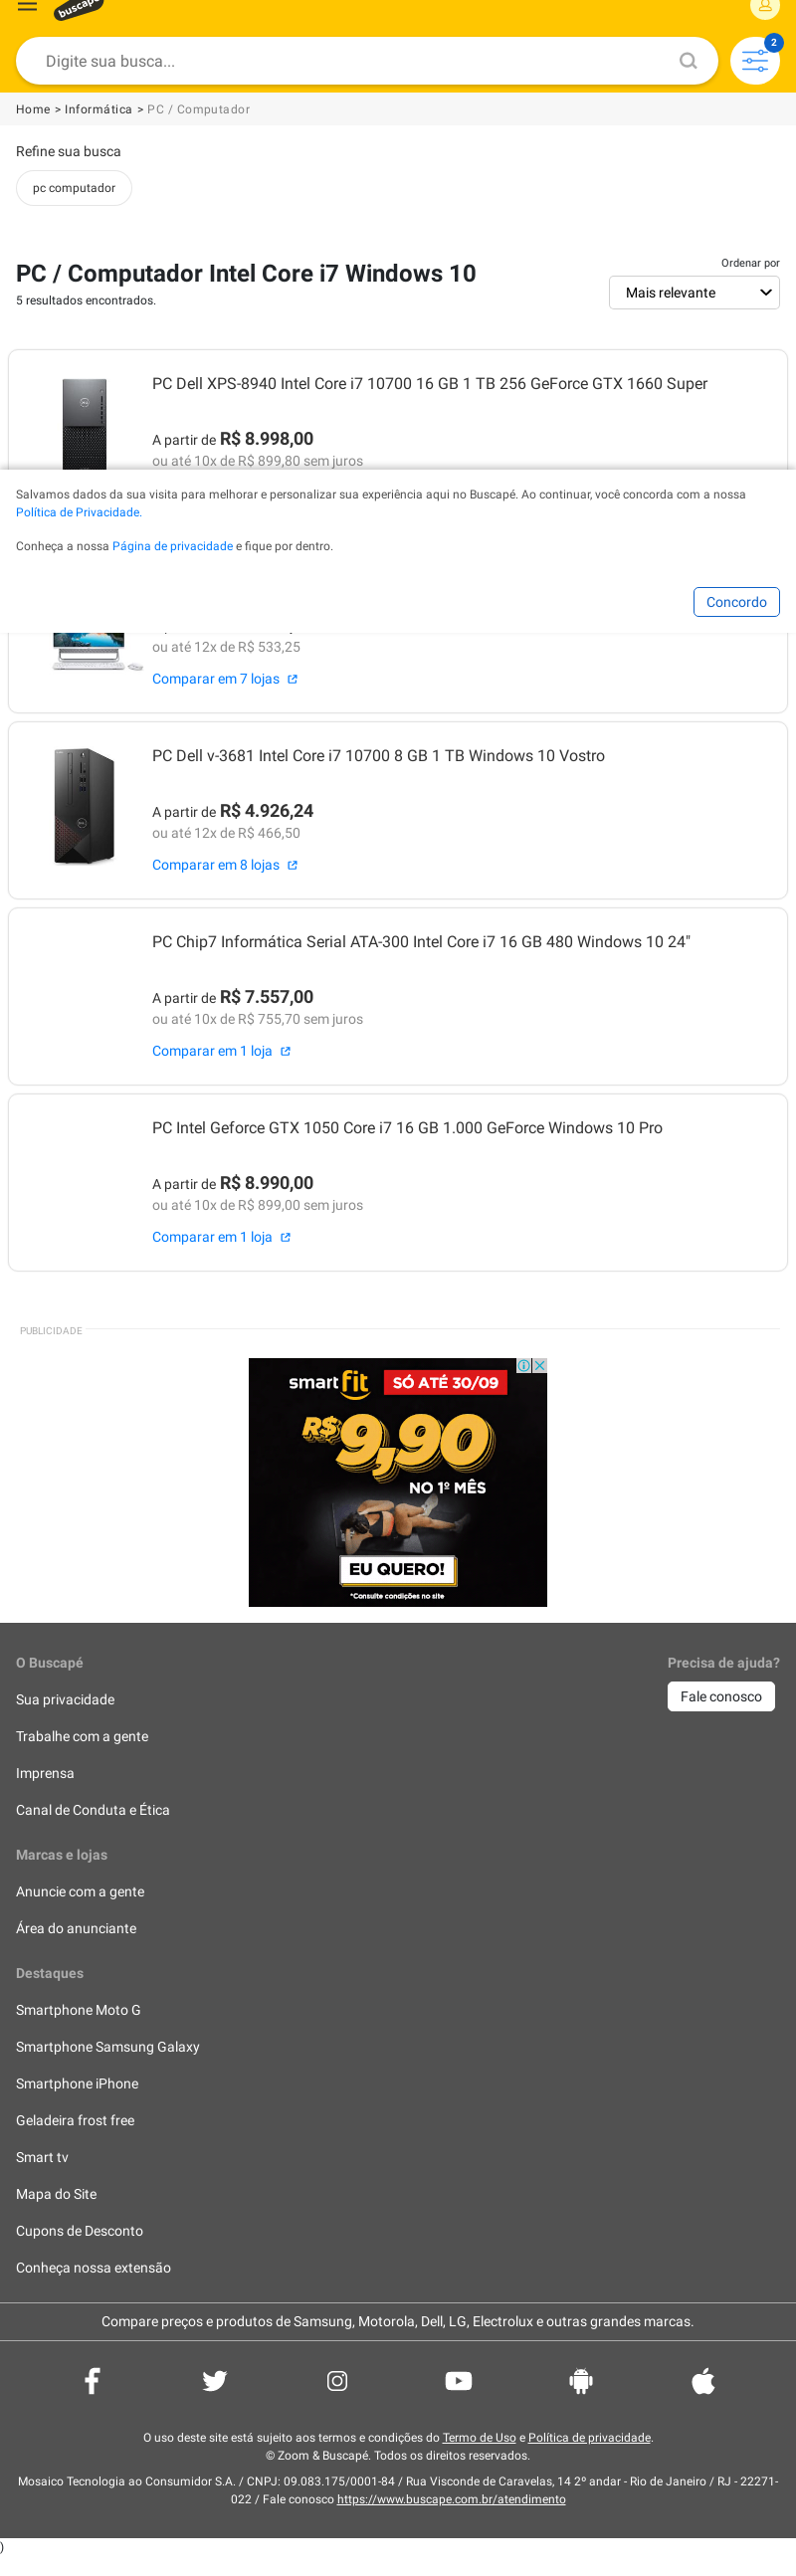 buscapé
Digite sua busca...
2
Home > Informática > PC / Computador
Refine sua busca
pc computador
Ordenar por
PC / Computador Intel Core i7 Windows 10
Mais relevante
5 resultados encontrados.
PC Dell XPS-8940 Intel Core i7 10700 16 GB 1 TB 256 GeForce GTX 1660 Super
A partir de R$ 8.998,00
ou até 10x de R$ 899,80 sem juros
Salvamos dados da sua visita para melhorar e personalizar sua experiência aqui no Buscapé. Ao continuar, você concorda com a nossa
Política de Privacidade.
Conheça a nossa Página de privacidade e fique por dentro.
Concordo
ou até 12x de R$ 533,25
Comparar em 7 lojas
PC Dell v-3681 Intel Core i7 10700 8 GB 1 TB Windows 10 Vostro
A partir de R$ 4.926,24
ou até 12x de R$ 466,50
Comparar em 8 lojas
PC Chip7 Informática Serial ATA-300 Intel Core i7 16 GB 480 Windows 10 24"
A partir de R$ 7.557,00
ou até 10x de R$ 755,70 sem juros
Comparar em 1 loja
PC Intel Geforce GTX 1050 Core i7 16 GB 1.000 GeForce Windows 10 Pro
A partir de R$ 8.990,00
ou até 10x de R$ 899,00 sem juros
Comparar em 1 loja
PUBLICIDADE
smart fit SÓ ATÉ 30/09
R$ 9,90
NO 1º MÊS
EU QUERO!
*Consulte condições no site
O Buscapé
Precisa de ajuda?
Sua privacidade
Fale conosco
Trabalhe com a gente
Imprensa
Canal de Conduta e Ética
Marcas e lojas
Anuncie com a gente
Área do anunciante
Destaques
Smartphone Moto G
Smartphone Samsung Galaxy
Smartphone iPhone
Geladeira frost free
Smart tv
Mapa do Site
Cupons de Desconto
Conheça nossa extensão
Compare preços e produtos de Samsung, Motorola, Dell, LG, Electrolux e outras grandes marcas.
O uso deste site está sujeito aos termos e condições do Termo de Uso e Política de privacidade.
© Zoom & Buscapé. Todos os direitos reservados.
Mosaico Tecnologia ao Consumidor S.A. / CNPJ: 09.083.175/0001-84 / Rua Visconde de Caravelas, 14 2º andar - Rio de Janeiro / RJ - 22271-
022 / Fale conosco https://www.buscape.com.br/atendimento
)